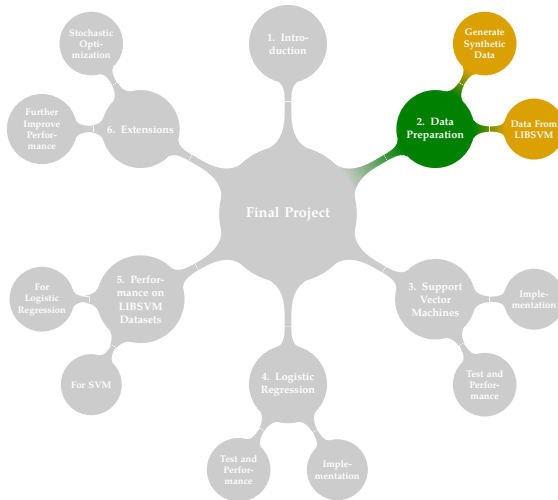 Final Project
1. Intro-
duction
2. Data
Preparation
Generate
Synthetic
Data
Data From
LIBSVM
3. Support
Vector
Machines
Imple-
mentation
Test and
Perfor-
mance
4. Logistic
Regression
Imple-
mentation
Test and
Perfor-
mance
5. Perfor-
mance on
LIBSVM
Datasets
For SVM
For
Logistic
Regression
6. Extensions
Further
Improve
Perfor-
mance
Stochastic
Opti-
mization